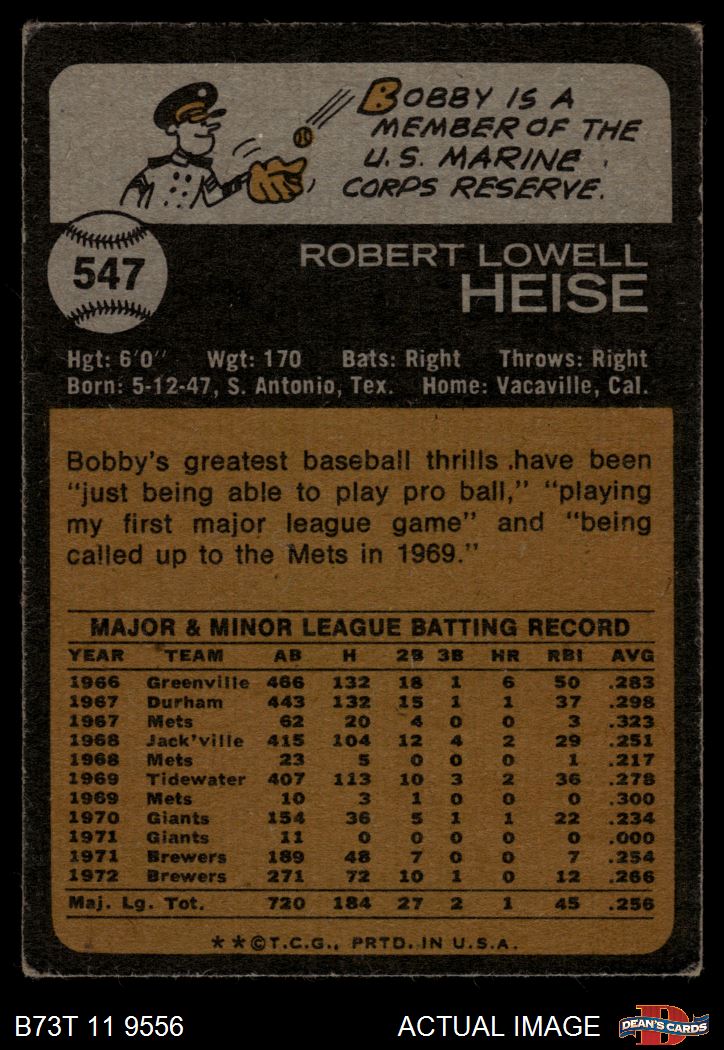 BOBBY IS A
MEMBER OF THE
U.S. MARINE
CORPS RESERVE.
547
ROBERT LOWELL
HEISE
Hgt: 6'0" Wgt: 170 Bats: Right Throws: Right
Born: 5-12-47, S. Antonio, Tex. Home: Vacaville, Cal.
Bobby's greatest baseball thrills have been
"just being able to play pro ball," "playing
my first major league game" and "being
called up to the Mets in 1969."
MAJOR & MINOR LEAGUE BATTING RECORD
YEAR TEAM AB H 2B 3B HR RBI AVG
1966 Greenville 466 132 18 1 6 50 .283
1967 Durham 443 132 15 1 1 37 .298
1967 Mets 62 20 4 0 0 3 .323
1968 Jack'ville 415 104 12 4 2 29 .251
1968 Mets 23 5 0 0 0 1 .217
1969 Tidewater 407 113 10 3 2 36 .278
1969 Mets 10 3 1 0 0 0 .300
1970 Giants 154 36 5 1 1 22 .234
1971 Giants 11 0 0 0 0 0 .000
1971 Brewers 189 48 7 0 0 7 .254
1972 Brewers 271 72 10 1 0 12 .266
Maj. Lg. Tot. 720 184 27 2 1 45 .256
**©T.C.G., PRTD. IN U.S.A.
B73T 11 9556 ACTUAL IMAGE D DEAN'S CARDS